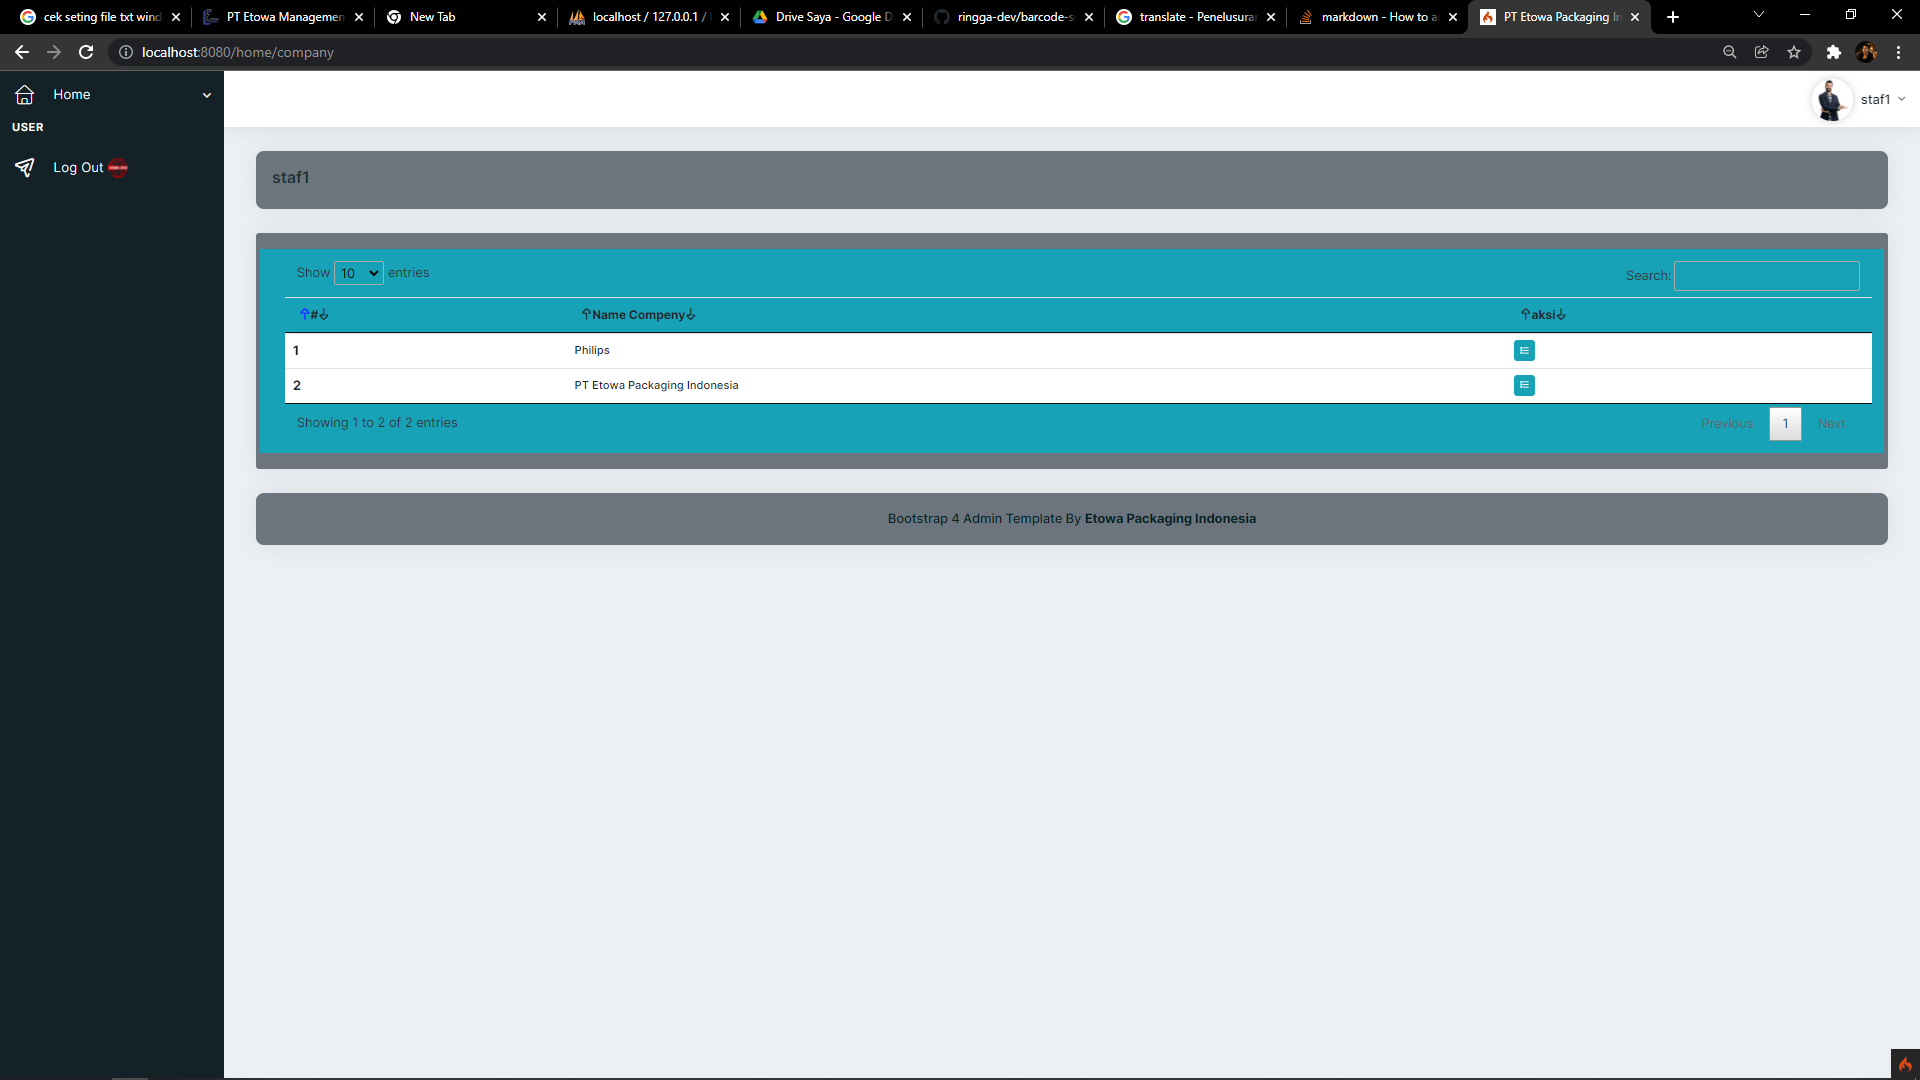 cek seting file txt wind
PT Etowa Managemen
New Tab
localhost / 127.0.0.1 /
Drive Saya - Google D
ringga-dev/barcode-s
translate - Penelusura
markdown - How to a
PT Etowa Packaging In
localhost:8080/home/company
Home
USER
Log Out
staf1
staf1
Show 10 entries
Search:
# Name Compeny aksi
1 Philips
2 PT Etowa Packaging Indonesia
Showing 1 to 2 of 2 entries
Previous 1 Next
Bootstrap 4 Admin Template By Etowa Packaging Indonesia